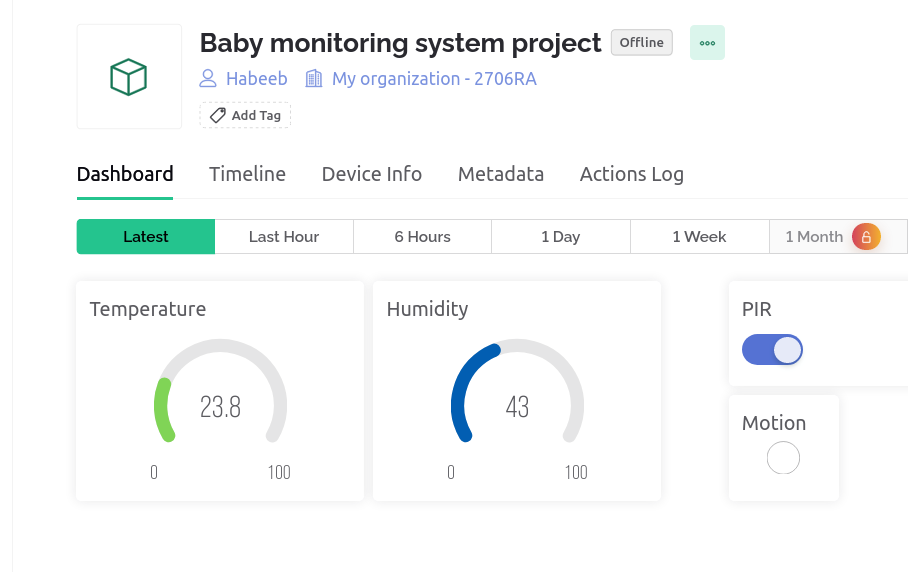 Baby monitoring system project Offline
Habeeb My organization - 2706RA
Add Tag
Dashboard Timeline Device Info Metadata Actions Log
Latest Last Hour 6 Hours 1 Day 1 Week 1 Month
Temperature Humidity PIR
23.8 43
Motion
0 100 0 100